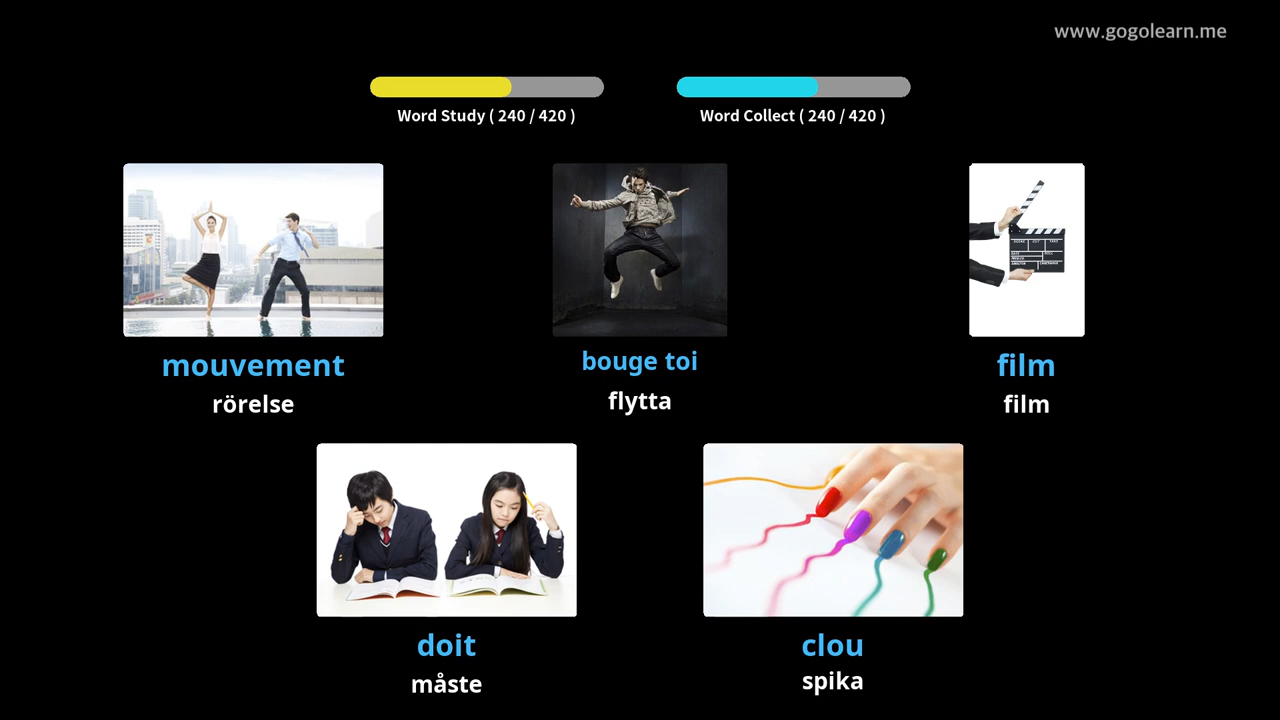 www.gogolearn.me
Word Study ( 240 / 420 )
Word Collect ( 240 / 420 )
mouvement
rörelse
bouge toi
flytta
film
film
doit
måste
clou
spika